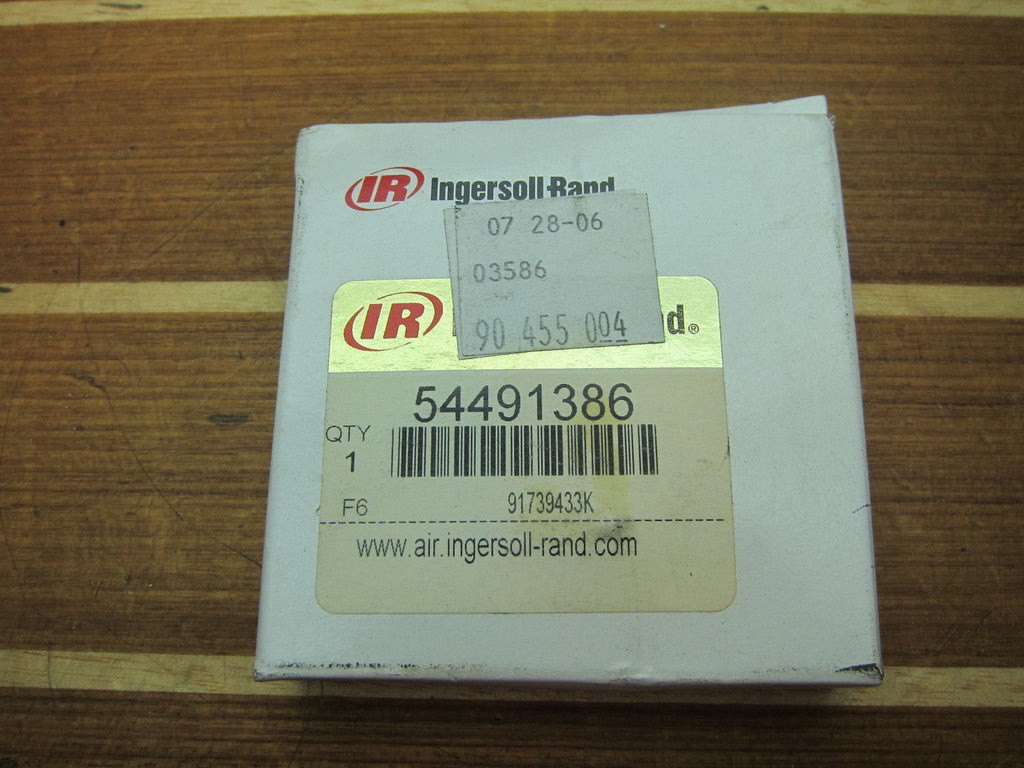 IR Ingersoll-Rand
07 28-06
03586
90 455 004
IR d®
54491386
QTY
1
F6 91739433K
www.air.ingersoll-rand.com